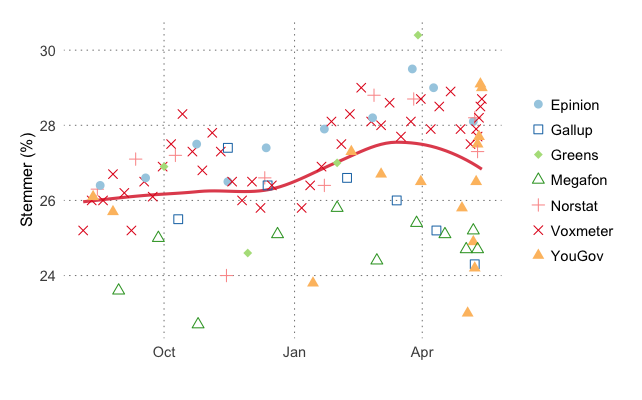 30
28
26
24
Stemmer (%)
Oct
Jan
Apr
Epinion
Gallup
Greens
Megafon
Norstat
Voxmeter
YouGov